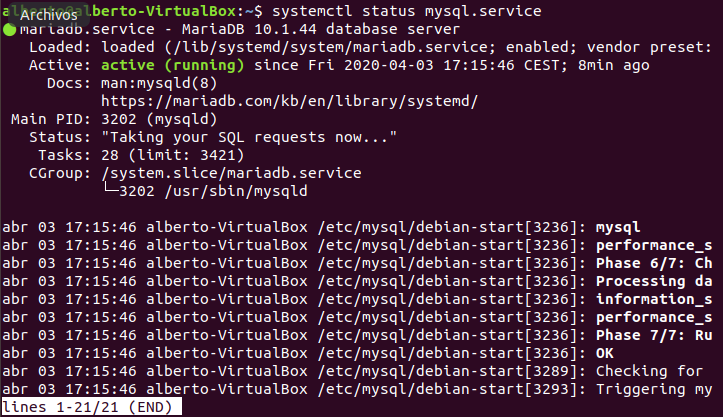 alberto@alberto-VirtualBox:~$ systemctl status mysql.service
Archivos
● mariadb.service - MariaDB 10.1.44 database server
Loaded: loaded (/lib/systemd/system/mariadb.service; enabled; vendor preset:
Active: active (running) since Fri 2020-04-03 17:15:46 CEST; 8min ago
Docs: man:mysqld(8)
https://mariadb.com/kb/en/library/systemd/
Main PID: 3202 (mysqld)
Status: "Taking your SQL requests now..."
Tasks: 28 (limit: 3421)
CGroup: /system.slice/mariadb.service
└─3202 /usr/sbin/mysqld
abr 03 17:15:46 alberto-VirtualBox /etc/mysql/debian-start[3236]: mysql
abr 03 17:15:46 alberto-VirtualBox /etc/mysql/debian-start[3236]: performance_s
abr 03 17:15:46 alberto-VirtualBox /etc/mysql/debian-start[3236]: Phase 6/7: Ch
abr 03 17:15:46 alberto-VirtualBox /etc/mysql/debian-start[3236]: Processing da
abr 03 17:15:46 alberto-VirtualBox /etc/mysql/debian-start[3236]: information_s
abr 03 17:15:46 alberto-VirtualBox /etc/mysql/debian-start[3236]: performance_s
abr 03 17:15:46 alberto-VirtualBox /etc/mysql/debian-start[3236]: Phase 7/7: Ru
abr 03 17:15:46 alberto-VirtualBox /etc/mysql/debian-start[3236]: OK
abr 03 17:15:46 alberto-VirtualBox /etc/mysql/debian-start[3289]: Checking for
abr 03 17:15:46 alberto-VirtualBox /etc/mysql/debian-start[3293]: Triggering my
lines 1-21/21 (END)